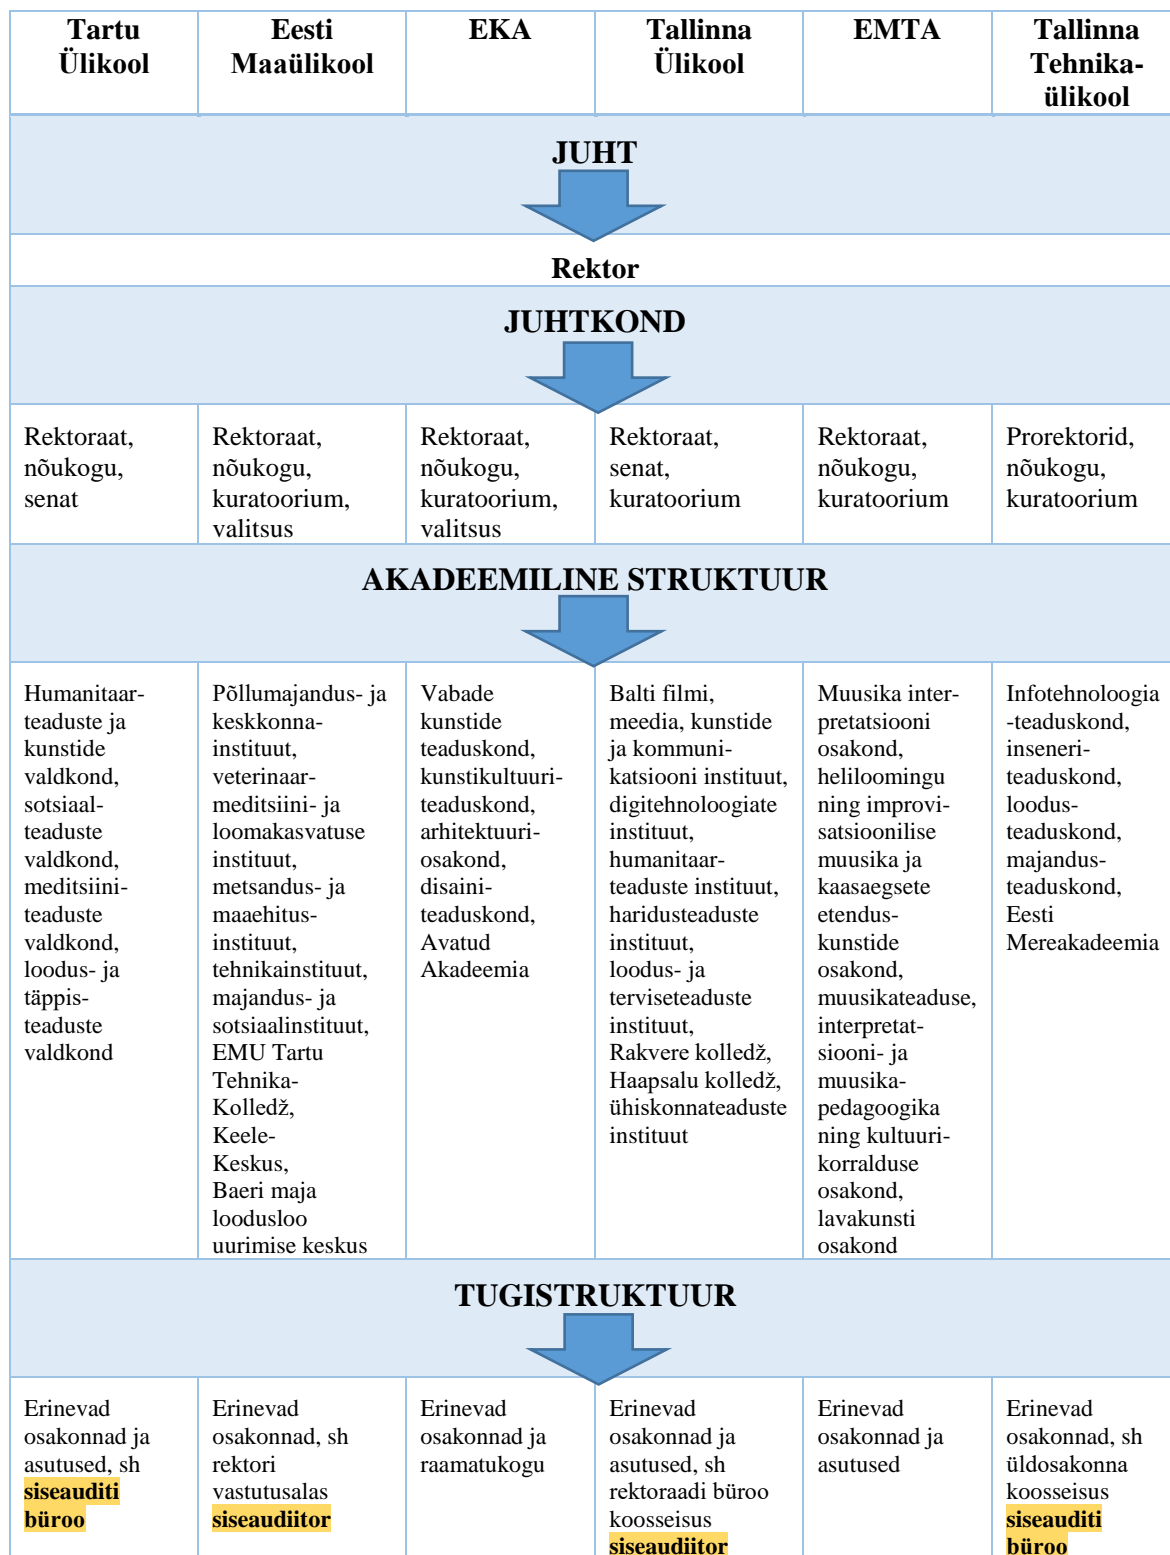 Tartu
Ülikool
Eesti
Maaülikool
EKA
Tallinna
Ülikool
EMTA
Tallinna
Tehnika-
ülikool
JUHT
Rektor
JUHTKOND
Rektoraat,
nõukogu,
senat
Rektoraat,
nõukogu,
kuratoorium,
valitsus
Rektoraat,
nõukogu,
kuratoorium,
valitsus
Rektoraat,
senat,
kuratoorium
Rektoraat,
nõukogu,
kuratoorium
Prorektorid,
nõukogu,
kuratoorium
AKADEEMILINE STRUKTUUR
Humanitaar-
teaduste ja
kunstide
valdkond,
sotsiaal-
teaduste
valdkond,
meditsiini-
teaduste
valdkond,
loodus- ja
täppis-
teaduste
valdkond
Põllumajandus- ja
keskkonna-
instituut,
veterinaar-
meditsiini- ja
loomakasvatuse
instituut,
metsandus- ja
maaehitus-
instituut,
tehnikainstituut,
majandus- ja
sotsiaalinstituut,
EMU Tartu
Tehnika-
Kolledž,
Keele-
Keskus,
Baeri maja
loodusloo
uurimise keskus
Vabade
kunstide
teaduskond,
kunstikultuuri-
teaduskond,
arhitektuuri-
osakond,
disaini-
teaduskond,
Avatud
Akadeemia
Balti filmi,
meedia, kunstide
ja kommuni-
katsiooni instituut,
digitehnoloogiate
instituut,
humanitaar-
teaduste instituut,
haridusteaduste
instituut,
loodus- ja
terviseteaduste
instituut,
Rakvere kolledž,
Haapsalu kolledž,
ühiskonnateaduste
instituut
Muusika inter-
pretatsiooni
osakond,
heliloomingu
ning improvi-
satsioonilise
muusika ja
kaasaegsete
etendus-
kunstide
osakond,
muusikateaduse,
interpretat-
siooni- ja
muusika-
pedagoogika
ning kultuuri-
korralduse
osakond,
lavakunsti
osakond
Infotehnoloogia
-teaduskond,
inseneri-
teaduskond,
loodus-
teaduskond,
majandus-
teaduskond,
Eesti
Mereakadeemia
TUGISTRUKTUUR
Erinevad
osakonnad ja
asutused, sh
siseauditi
büroo
Erinevad
osakonnad, sh
rektori
vastutusalas
siseaudiitor
Erinevad
osakonnad ja
raamatukogu
Erinevad
osakonnad ja
asutused, sh
rektoraadi büroo
koosseisus
siseaudiitor
Erinevad
osakonnad ja
asutused
Erinevad
osakonnad, sh
üldosakonna
koosseisus
siseauditi
büroo